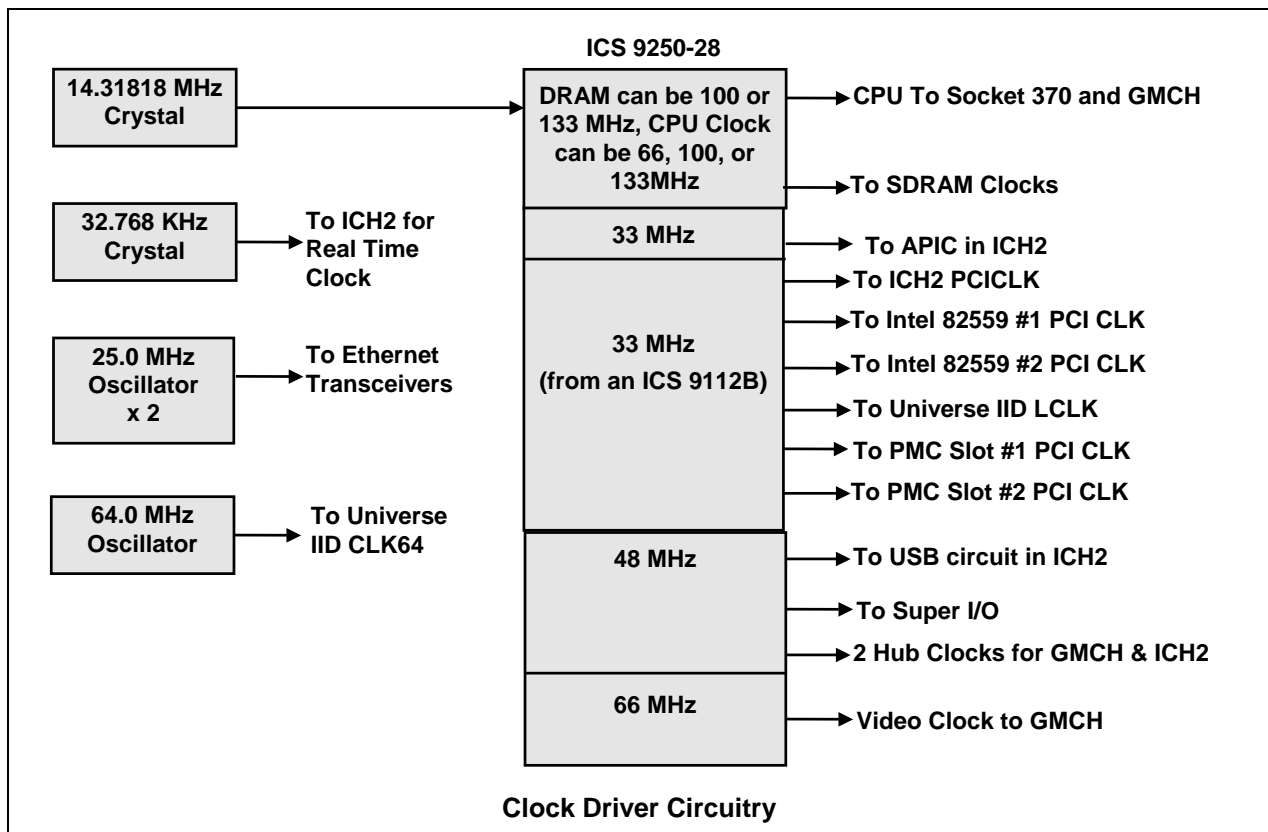 ICS 9250-28
14.31818 MHz
Crystal
DRAM can be 100 or
133 MHz, CPU Clock
can be 66, 100, or
133MHz
CPU To Socket 370 and GMCH
To SDRAM Clocks
32.768 KHz
Crystal
To ICH2 for
Real Time
Clock
33 MHz
To APIC in ICH2
25.0 MHz
Oscillator
x 2
To Ethernet
Transceivers
33 MHz
(from an ICS 9112B)
To ICH2 PCICLK
To Intel 82559 #1 PCI CLK
To Intel 82559 #2 PCI CLK
To Universe IID LCLK
To PMC Slot #1 PCI CLK
To PMC Slot #2 PCI CLK
64.0 MHz
Oscillator
To Universe
IID CLK64
48 MHz
To USB circuit in ICH2
To Super I/O
2 Hub Clocks for GMCH & ICH2
66 MHz
Video Clock to GMCH
Clock Driver Circuitry